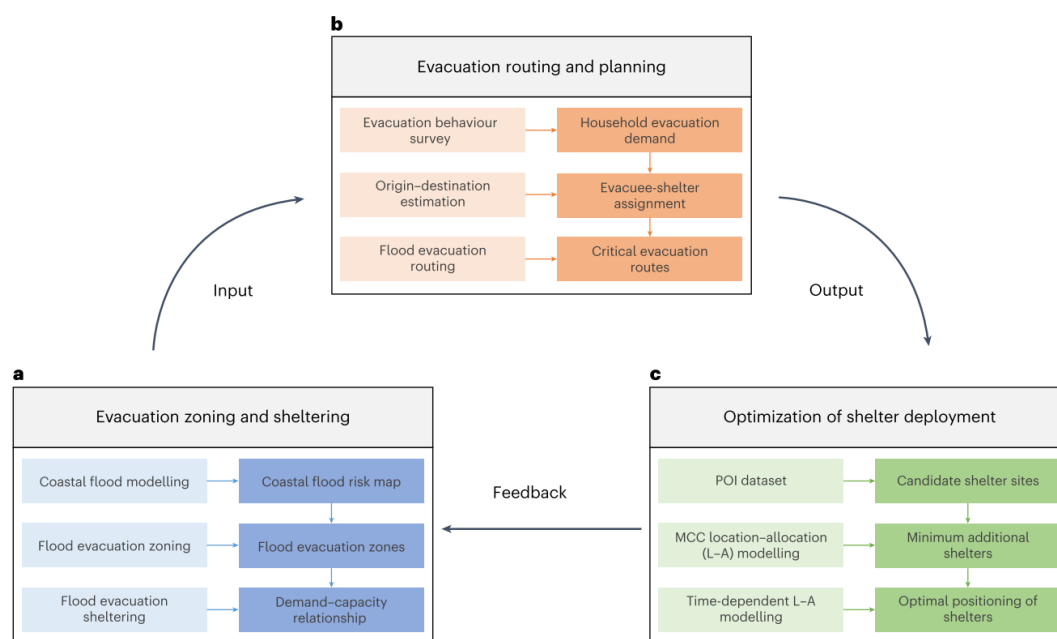 b
Evacuation routing and planning
Evacuation behaviour
survey
Household evacuation
demand
Origin–destination
estimation
Evacuee-shelter
assignment
Flood evacuation
routing
Critical evacuation
routes
Input
Output
a
Evacuation zoning and sheltering
Coastal flood modelling
Coastal flood risk map
Flood evacuation zoning
Flood evacuation zones
Flood evacuation
sheltering
Demand–capacity
relationship
Feedback
c
Optimization of shelter deployment
POI dataset
Candidate shelter sites
MCC location–allocation
(L–A) modelling
Minimum additional
shelters
Time-dependent L–A
modelling
Optimal positioning of
shelters